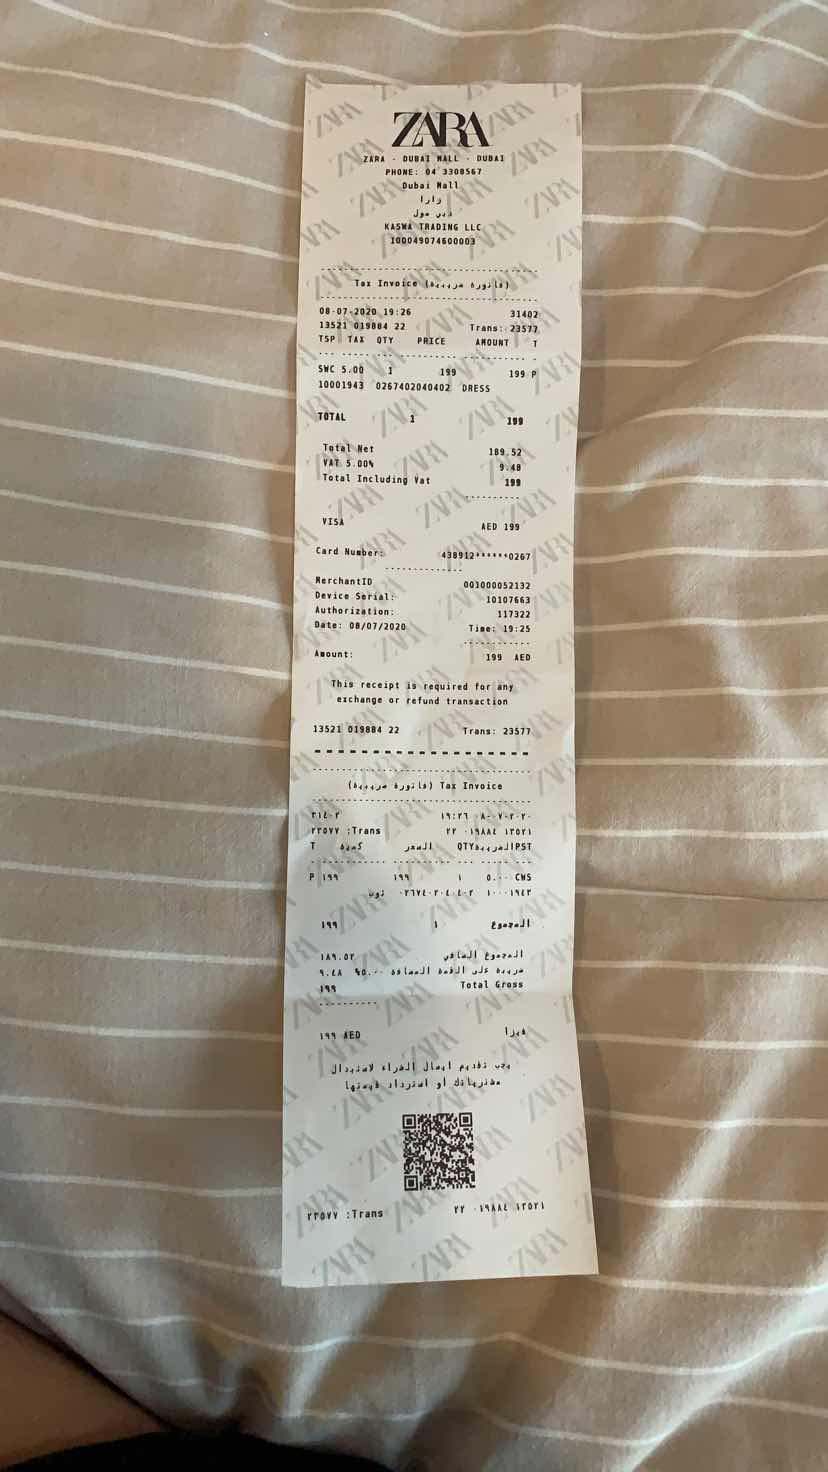 ZARA
ZARA - DUBAI MALL - DUBAI
PHONE: 04 3308567
Dubai Mall
زارا
دبي مول
KASWA TRADING LLC
100049074600003
Tax Invoice (فاتورة ضريبية)
08-07-2020 19:26 31402
13521 019884 22 Trans: 23577
TSP TAX QTY PRICE AMOUNT T
SWC 5.00 1 199 199 P
10001943 0267402040402 DRESS
TOTAL 1 199
Total Net 189.52
VAT 5.00% 9.48
Total Including Vat 199
VISA AED 199
Card Number: 438912******0267
MerchantID 001000052132
Device Serial: 10107663
Authorization: 117322
Date: 08/07/2020 Time: 19:25
Amount: 199 AED
This receipt is required for any
exchange or refund transaction
13521 019884 22 Trans: 23577
(فاتورة ضريبية) Tax Invoice
٣١٤٠٢ ١٩:٢٦ ٠٨-٠٧-٢٠٢٠
٢٣٥٧٧ :Trans ٢٢ ٠١٩٨٨٤ ١٣٥٢١
T كمية السعر QTYالضريبةPST
P ١٩٩ ١٩٩ ١ ٥.٠٠ CWS
ثوب ٠٢٦٧٤٠٢٠٤٠٤٠٢ ١٠٠٠١٩٤٣
المجموع ١ ١٩٩
المجموع الصافي ١٨٩.٥٢
ضريبة على القيمة المضافة ٥.٠٠% ٩.٤٨
١٩٩ Total Gross
فيزا
١٩٩ AED
يجب تقديم ايصال الشراء لاستبدال
مشترياتك أو استرداد قيمتها
٢٣٥٧٧ :Trans ٢٢ ٠١٩٨٨٤ ١٣٥٢١